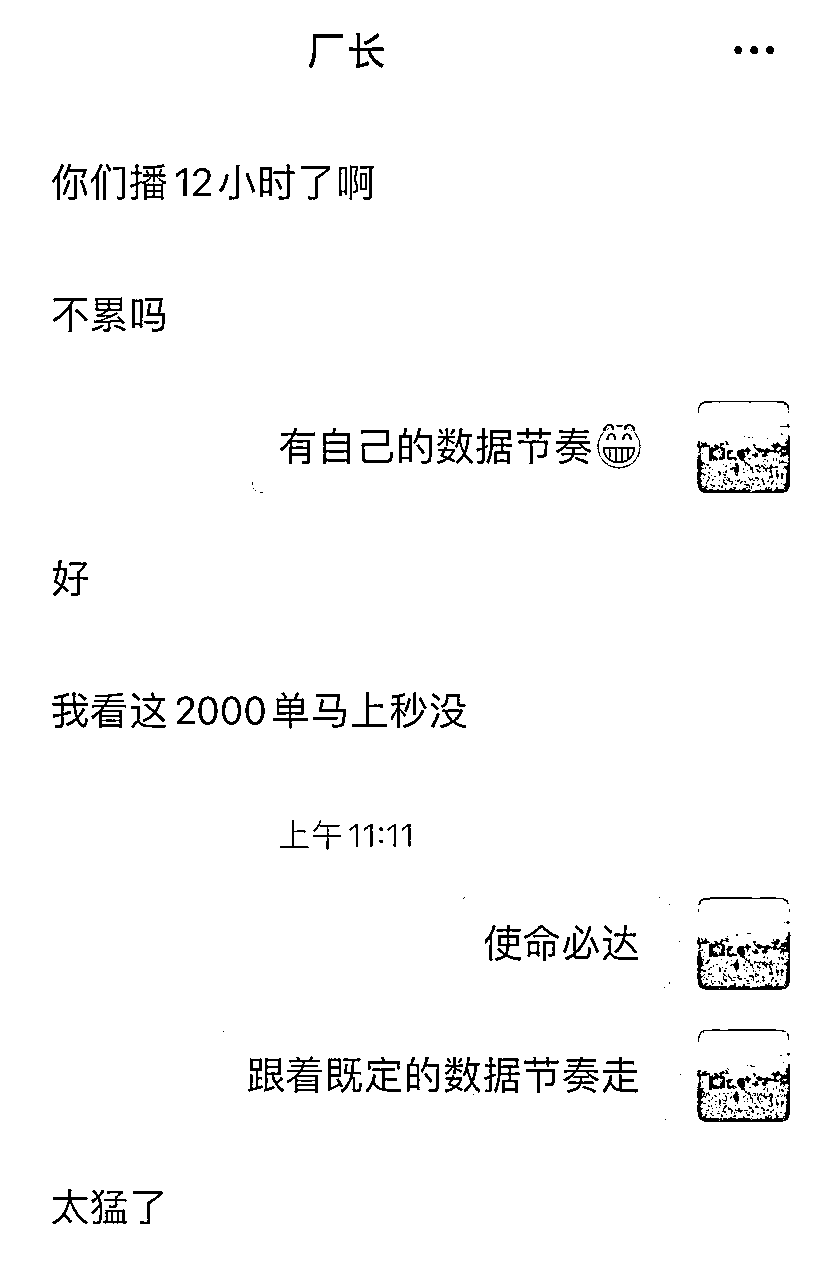 厂长
你们播12小时了啊
不累吗
有自己的数据节奏😁
好
我看这2000单马上秒没
上午11:11
使命必达
跟着既定的数据节奏走
太猛了